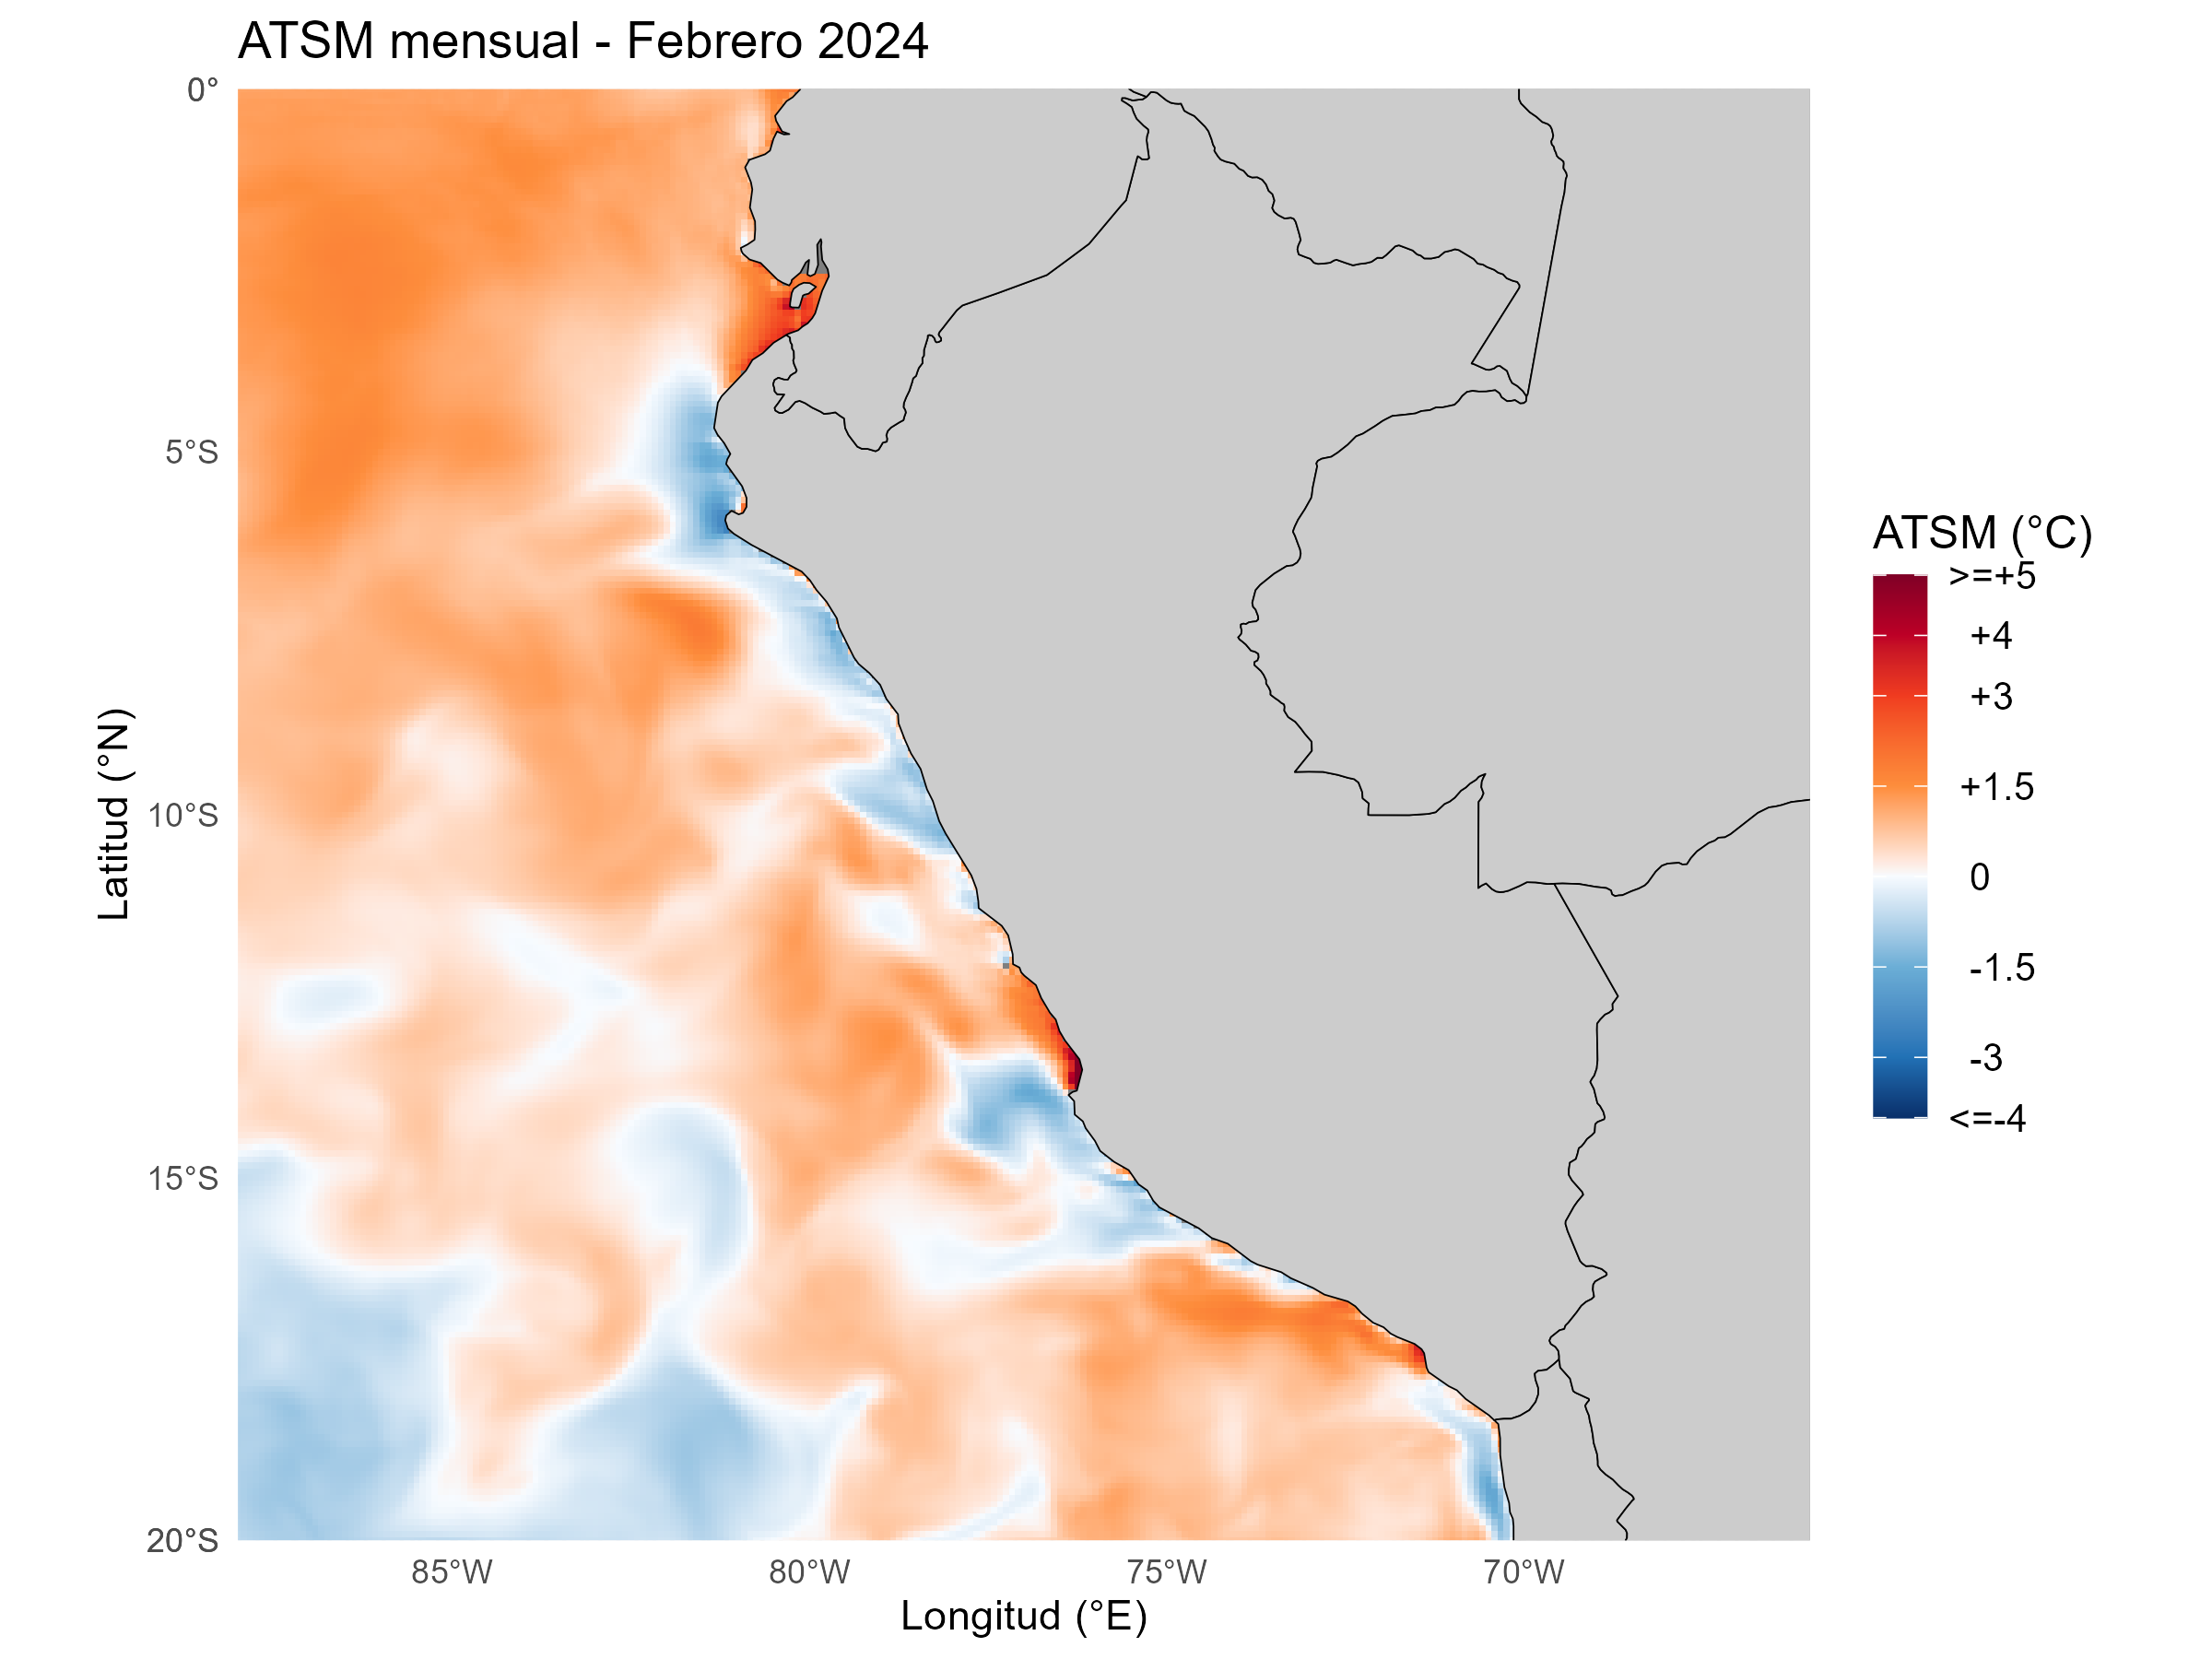 ATSM mensual - Febrero 2024
0°
5°S
10°S
15°S
20°S
Latitud (°N)
85°W
80°W
75°W
70°W
Longitud (°E)
ATSM (°C)
>=+5
+4
+3
+1.5
0
-1.5
-3
<=-4